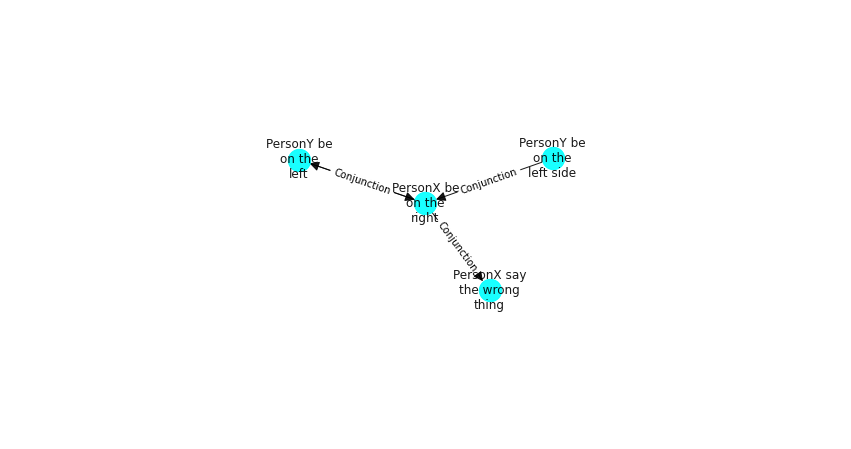 PersonY be
on the
left
Conjunction
PersonX be
on the
right
Conjunction
PersonY be
on the
left side
Conjunction
PersonX say
the wrong
thing